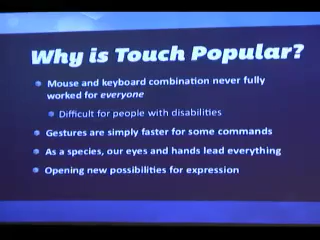 Why is Touch Popular?
Mouse and keyboard combination never fully
worked for everyone
Difficult for people with disabilities
Gestures are simply faster for some commands
As a species, our eyes and hands lead everything
Opening new possibilities for expression